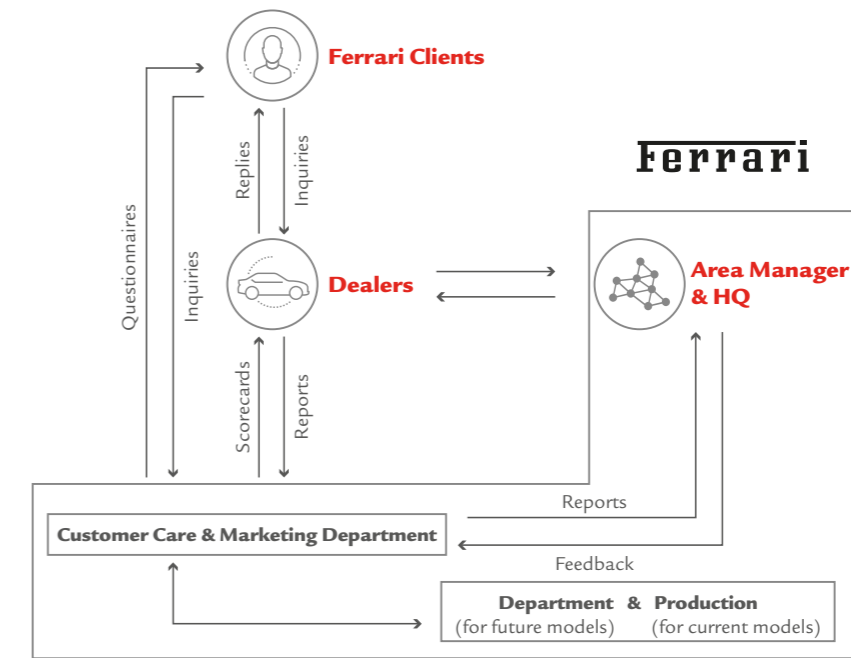 Ferrari Clients
Ferrari
Questionnaires
Inquiries
Replies
Inquiries
Dealers
Area Manager
& HQ
Scorecards
Reports
Reports
Customer Care & Marketing Department
Feedback
Department & Production
(for future models) (for current models)